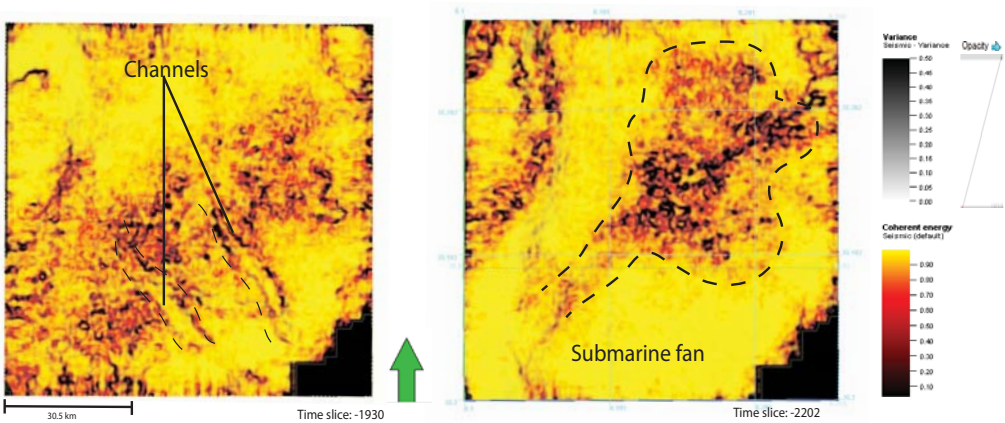 Channels
30.5 km
Time slice: -1930
Submarine fan
Time slice: -2202
Variance
Seismic - Variance
Opacity
0.50
0.45
0.40
0.35
0.30
0.25
0.20
0.15
0.10
0.05
0.00
Coherent energy
Seismic (default)
0.90
0.80
0.70
0.60
0.50
0.40
0.30
0.20
0.10